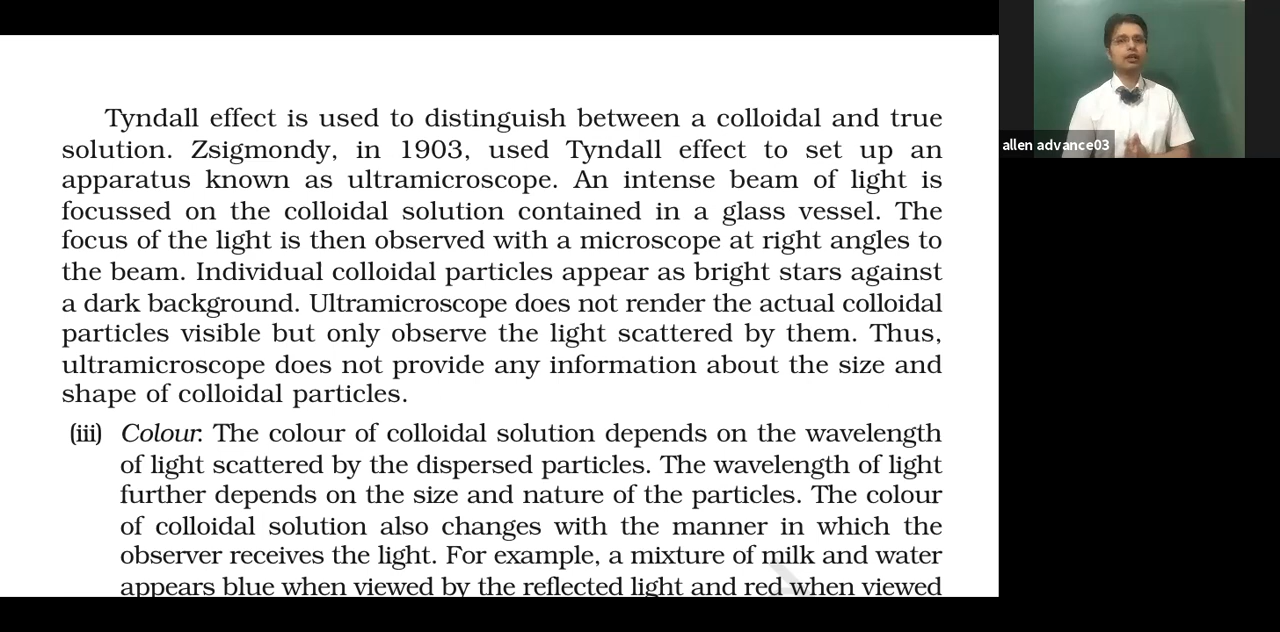 Tyndall effect is used to distinguish between a colloidal and true
solution. Zsigmondy, in 1903, used Tyndall effect to set up an
apparatus known as ultramicroscope. An intense beam of light is
focussed on the colloidal solution contained in a glass vessel. The
focus of the light is then observed with a microscope at right angles to
the beam. Individual colloidal particles appear as bright stars against
a dark background. Ultramicroscope does not render the actual colloidal
particles visible but only observe the light scattered by them. Thus,
ultramicroscope does not provide any information about the size and
shape of colloidal particles.
(iii) Colour: The colour of colloidal solution depends on the wavelength
of light scattered by the dispersed particles. The wavelength of light
further depends on the size and nature of the particles. The colour
of colloidal solution also changes with the manner in which the
observer receives the light. For example, a mixture of milk and water
appears blue when viewed by the reflected light and red when viewed
allen advance03